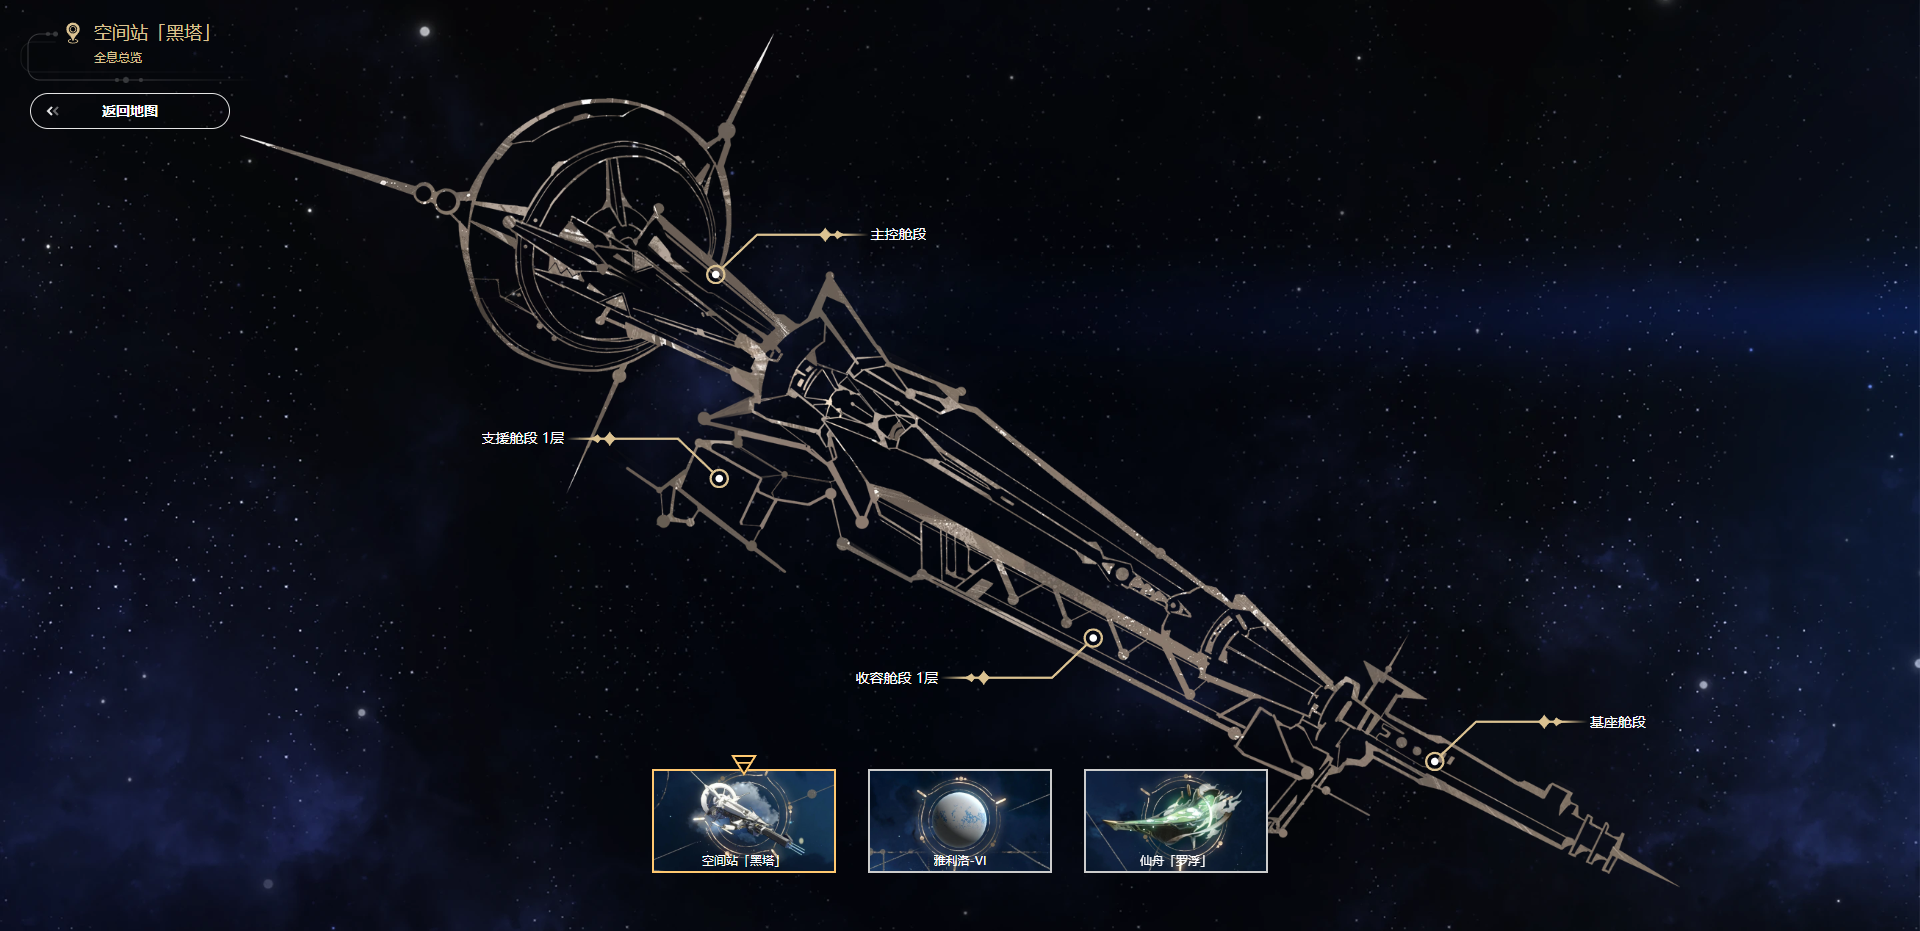 空间站「黑塔」
全息总览
返回地图
主控舱段
支援舱段 1层
收容舱段 1层
基座舱段
空间站「黑塔」
雅利洛-VI
仙舟「罗浮」